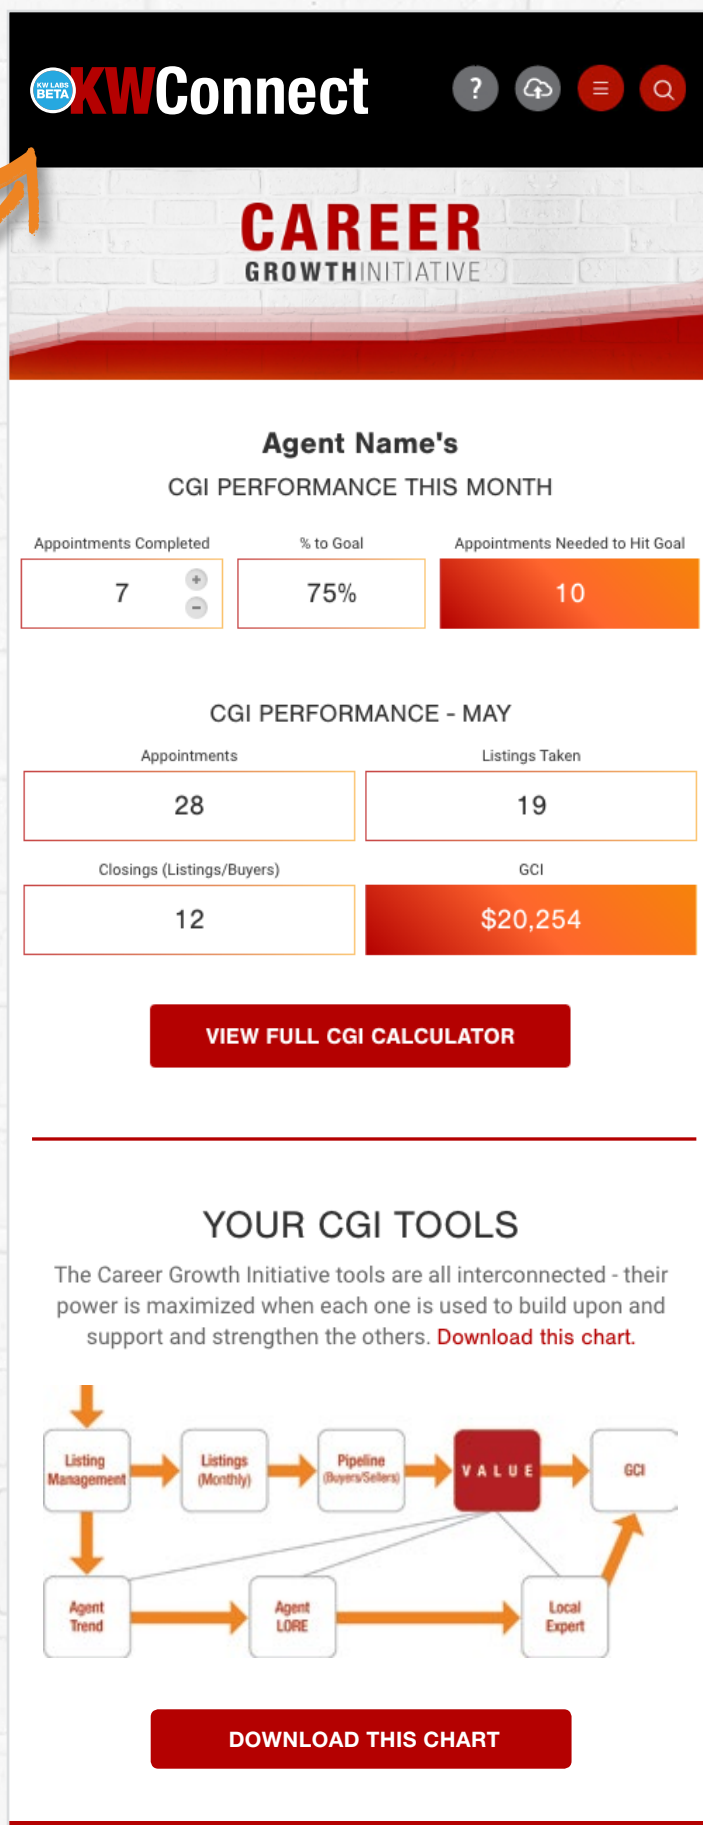 KW LABS
BETA
KWConnect
?
CAREER
GROWTHINITIATIVE
Agent Name's
CGI PERFORMANCE THIS MONTH
Appointments Completed % to Goal Appointments Needed to Hit Goal
7 + − 75% 10
CGI PERFORMANCE - MAY
Appointments Listings Taken
28 19
Closings (Listings/Buyers) GCI
12 $20,254
VIEW FULL CGI CALCULATOR
YOUR CGI TOOLS
The Career Growth Initiative tools are all interconnected - their
power is maximized when each one is used to build upon and
support and strengthen the others. Download this chart.
Listing
Management
Listings
(Monthly)
Pipeline
(Buyers/Sellers)
VALUE
GCI
Agent
Trend
Agent
LORE
Local
Expert
DOWNLOAD THIS CHART